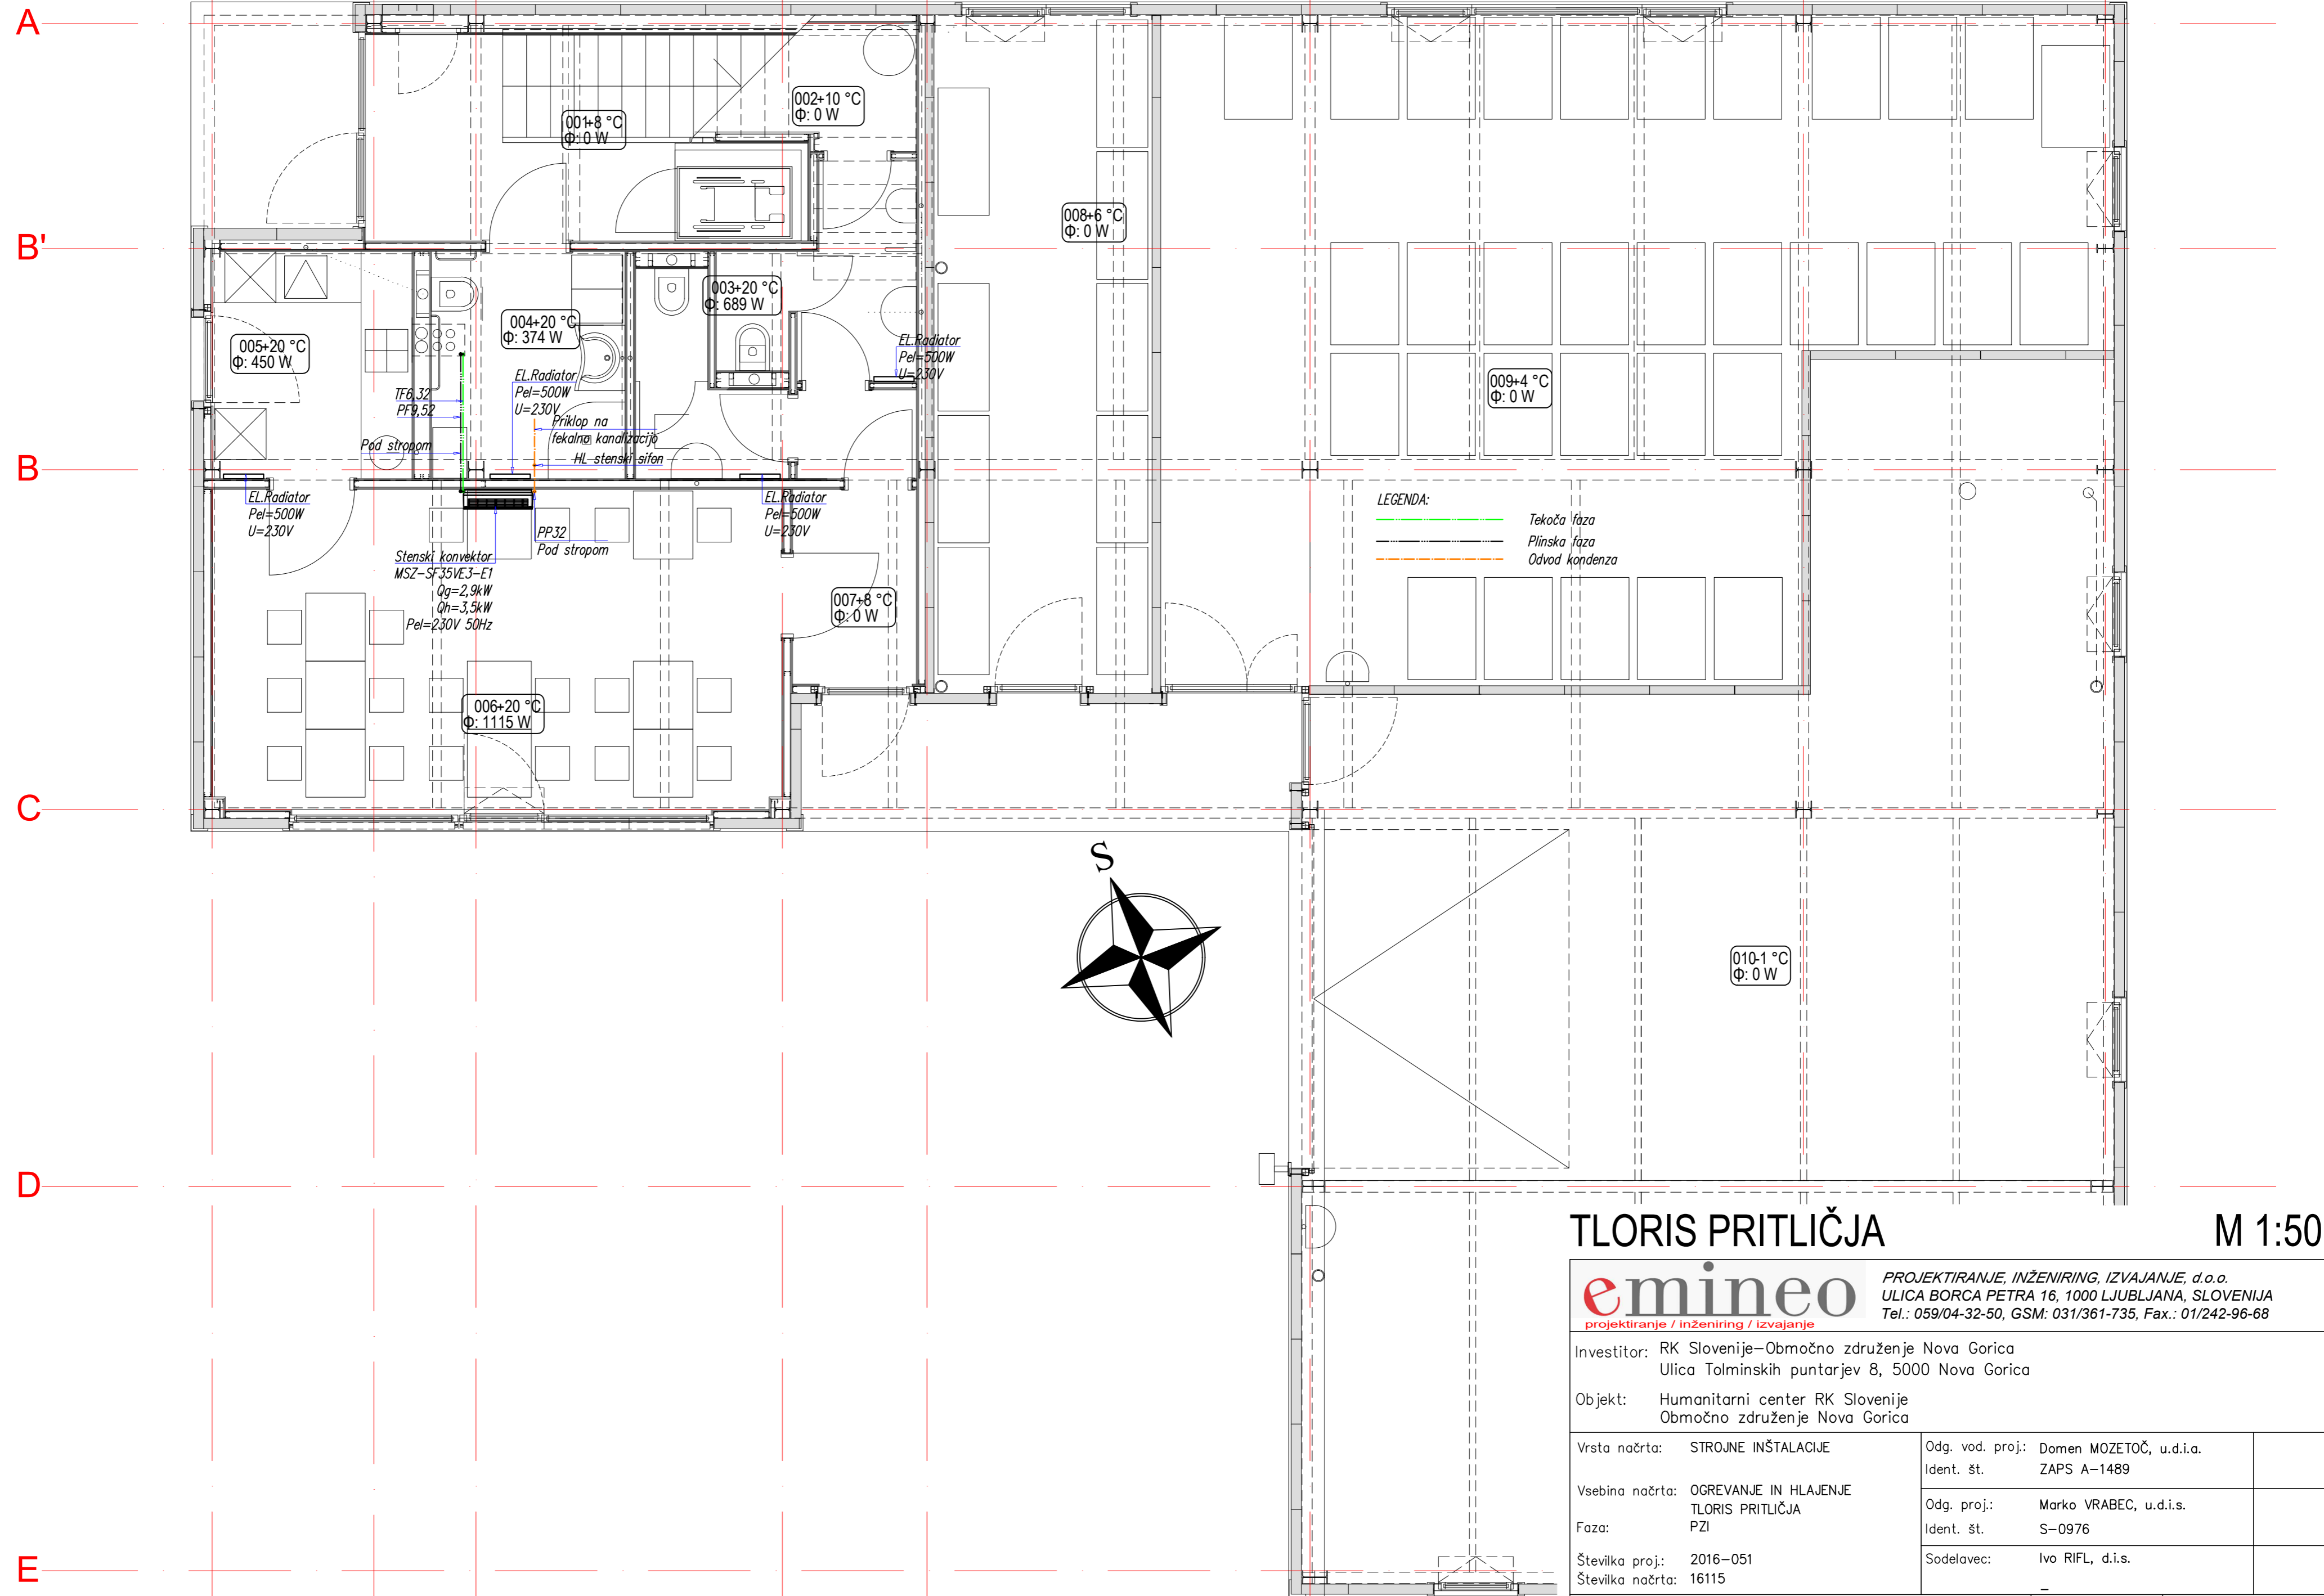 A
B'
B
C
D
E
001+8 °C
Φ: 0 W
002+10 °C
Φ: 0 W
008+6 °C
Φ: 0 W
003+20 °C
Φ: 689 W
004+20 °C
Φ: 374 W
005+20 °C
Φ: 450 W
009+4 °C
Φ: 0 W
EL.Radiator
Pel=500W
U=230V
EL.Radiator
Pel=500W
U=230V
TF6,32
PF9,52
Pod stropom
Priklop na
fekalno kanalizacijo
HL stenski sifon
EL.Radiator
Pel=500W
U=230V
EL.Radiator
Pel=500W
U=230V
PP32
Pod stropom
Stenski konvektor
MSZ-SF35VE3-E1
Qg=2,9kW
Qh=3,5kW
Pel=230V 50Hz
007+8 °C
Φ: 0 W
006+20 °C
Φ: 1115 W
LEGENDA:
Tekoča faza
Plinska faza
Odvod kondenza
S
010-1 °C
Φ: 0 W
TLORIS PRITLIČJA M 1:50
emineo
projektiranje / inženiring / izvajanje
PROJEKTIRANJE, INŽENIRING, IZVAJANJE, d.o.o.
ULICA BORCA PETRA 16, 1000 LJUBLJANA, SLOVENIJA
Tel.: 059/04-32-50, GSM: 031/361-735, Fax.: 01/242-96-68
Investitor: RK Slovenije-Območno združenje Nova Gorica
Ulica Tolminskih puntarjev 8, 5000 Nova Gorica
Objekt: Humanitarni center RK Slovenije
Območno združenje Nova Gorica
Vrsta načrta: STROJNE INŠTALACIJE
Vsebina načrta: OGREVANJE IN HLAJENJE
TLORIS PRITLIČJA
Faza: PZI
Številka proj.: 2016-051
Številka načrta: 16115
Odg. vod. proj.: Domen MOZETOČ, u.d.i.a.
Ident. št. ZAPS A-1489
Odg. proj.: Marko VRABEC, u.d.i.s.
Ident. št. S-0976
Sodelavec: Ivo RIFL, d.i.s.
-